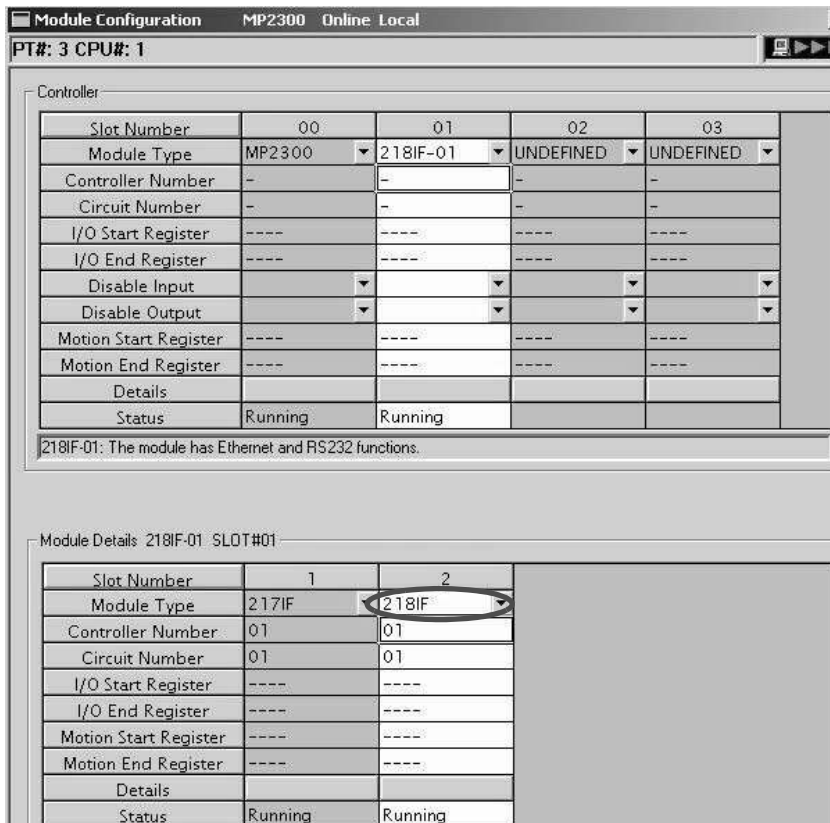 Module Configuration MP2300 Online Local
PT#: 3 CPU#: 1
Controller
Slot Number 00 01 02 03
Module Type MP2300 218IF-01 UNDEFINED UNDEFINED
Controller Number - - - -
Circuit Number - - - -
I/O Start Register ---- ---- ---- ----
I/O End Register ---- ---- ---- ----
Disable Input
Disable Output
Motion Start Register ---- ---- ---- ----
Motion End Register ---- ---- ---- ----
Details
Status Running Running
218IF-01: The module has Ethernet and RS232 functions.
Module Details 218IF-01 SLOT#01
Slot Number 1 2
Module Type 217IF 218IF
Controller Number 01 01
Circuit Number 01 01
I/O Start Register ---- ----
I/O End Register ---- ----
Motion Start Register ---- ----
Motion End Register ---- ----
Details
Status Running Running